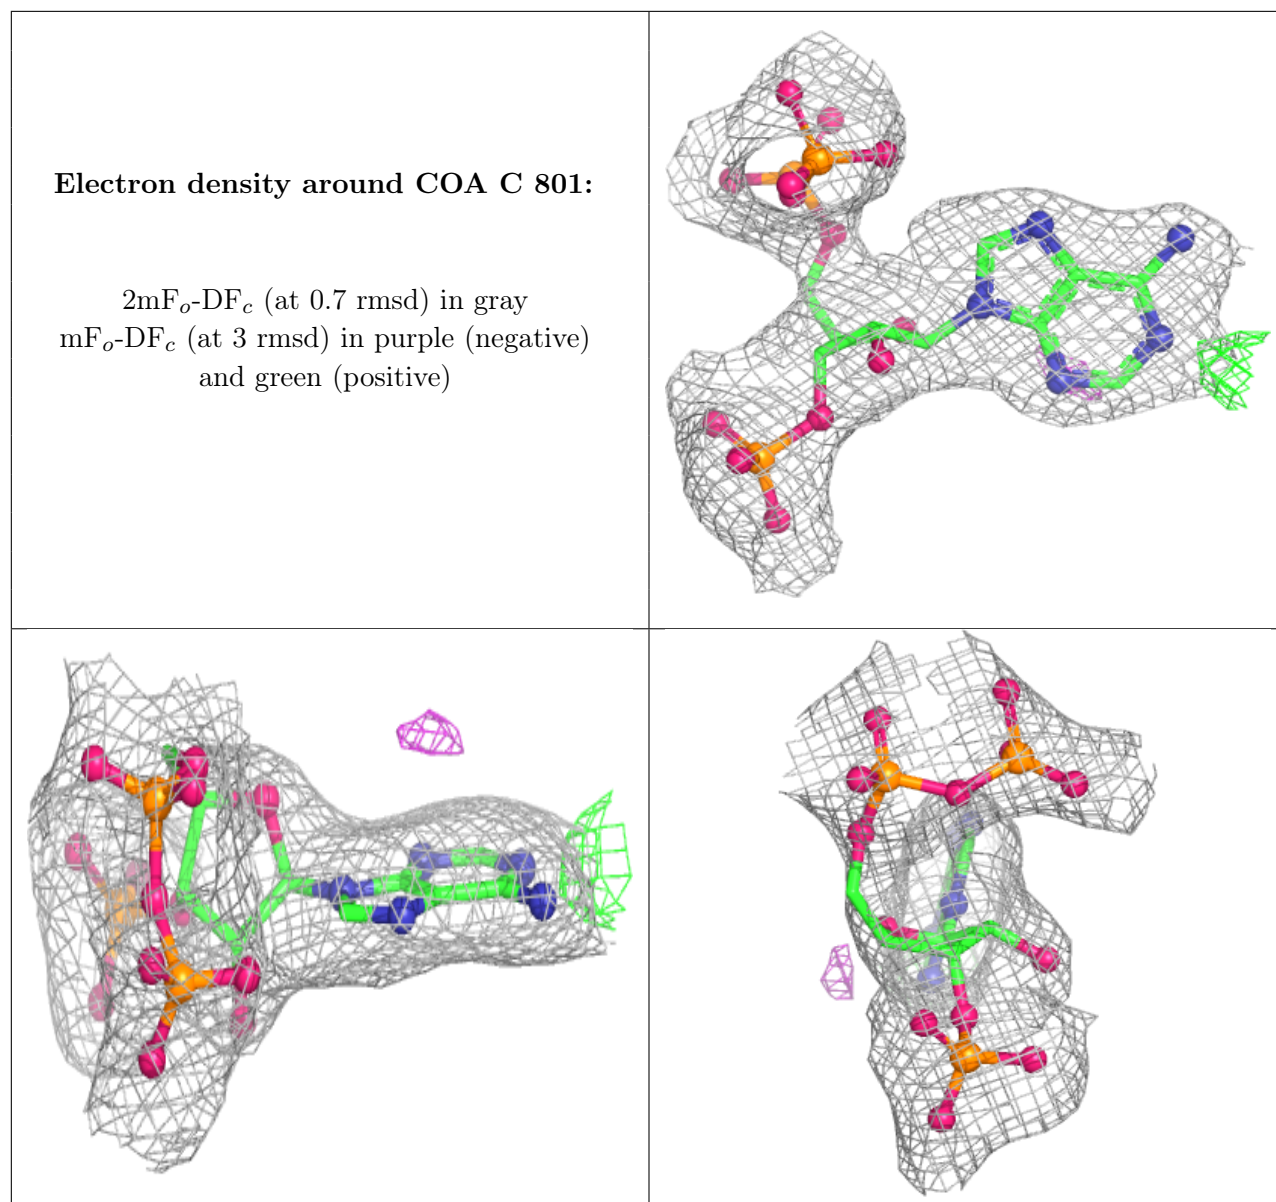 Electron density around COA C 801:
2mFo-DFc (at 0.7 rmsd) in gray
mFo-DFc (at 3 rmsd) in purple (negative)
and green (positive)